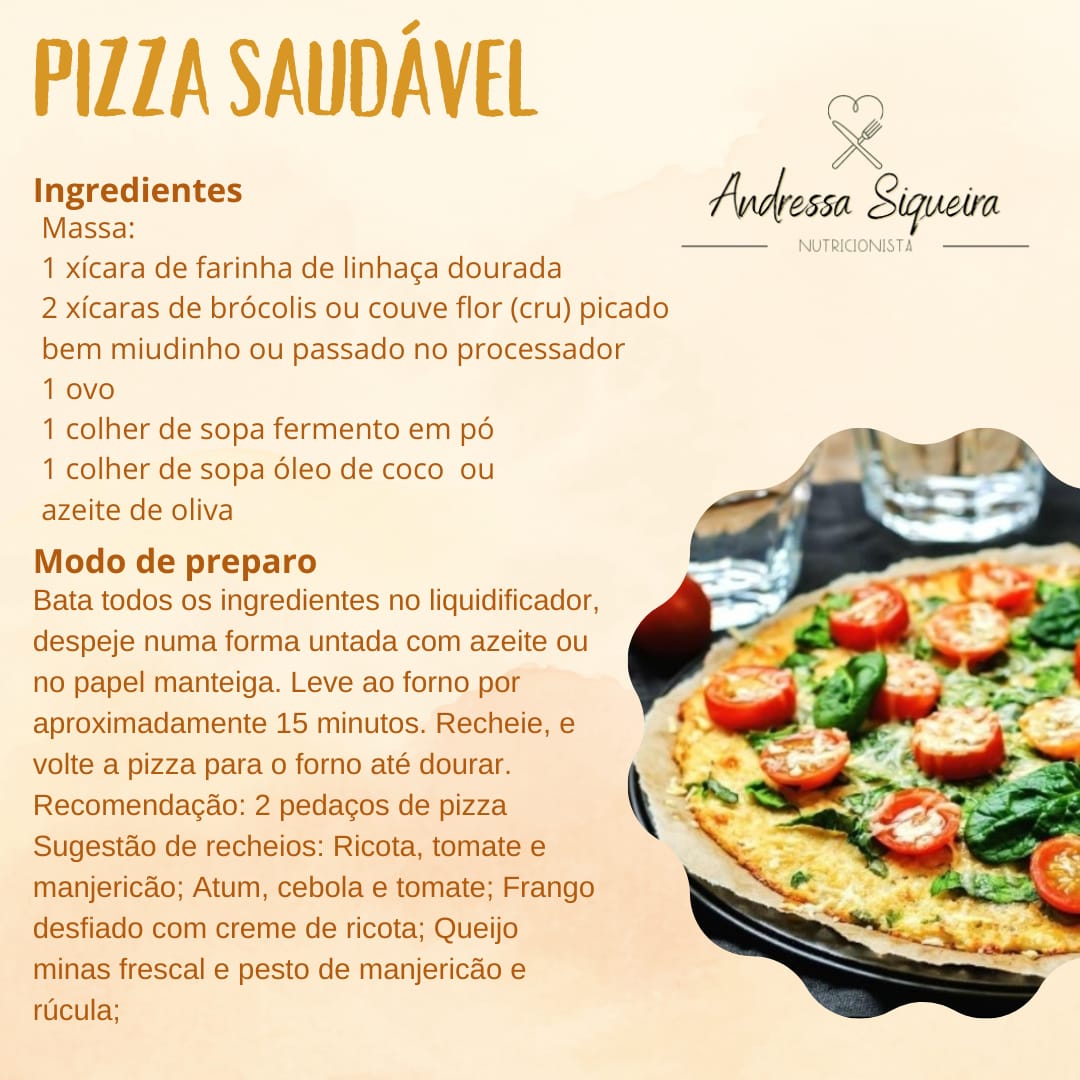 PIZZA SAUDÁVEL
Andressa Siqueira
NUTRICIONISTA
Ingredientes
Massa:
1 xícara de farinha de linhaça dourada
2 xícaras de brócolis ou couve flor (cru) picado
bem miudinho ou passado no processador
1 ovo
1 colher de sopa fermento em pó
1 colher de sopa óleo de coco  ou
azeite de oliva
Modo de preparo
Bata todos os ingredientes no liquidificador,
despeje numa forma untada com azeite ou
no papel manteiga. Leve ao forno por
aproximadamente 15 minutos. Recheie, e
volte a pizza para o forno até dourar.
Recomendação: 2 pedaços de pizza
Sugestão de recheios: Ricota, tomate e
manjericão; Atum, cebola e tomate; Frango
desfiado com creme de ricota; Queijo
minas frescal e pesto de manjericão e
rúcula;